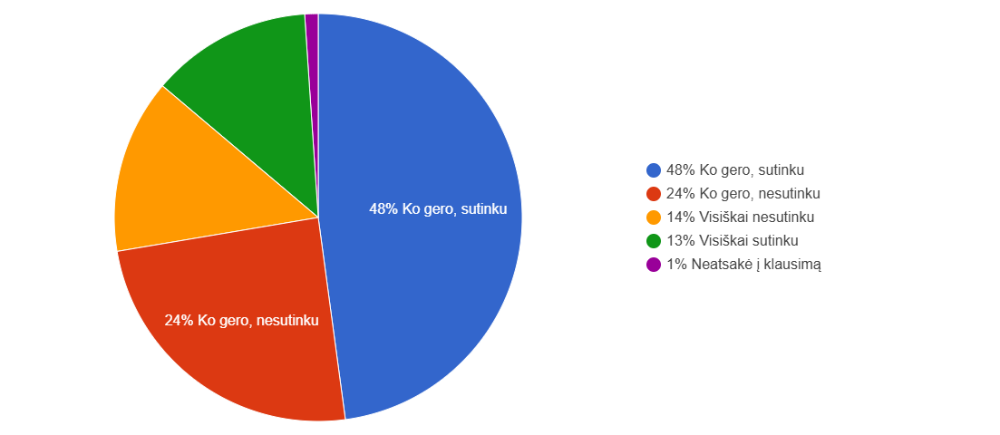 48% Ko gero, sutinku
24% Ko gero, nesutinku
48% Ko gero, sutinku
24% Ko gero, nesutinku
14% Visiškai nesutinku
13% Visiškai sutinku
1% Neatsakė į klausimą